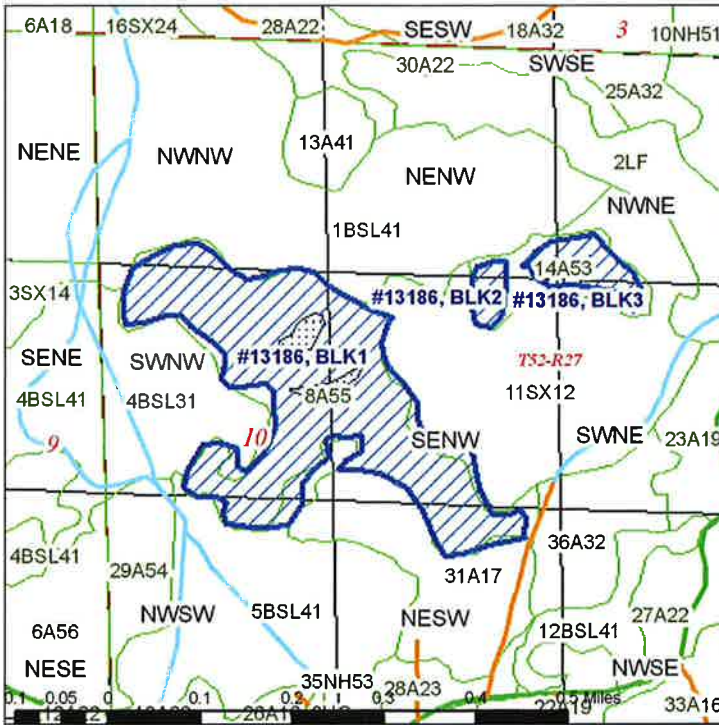 6A18 16SX24 28A22 SESW 18A32 3 10NH51
30A22 SWSE
25A32
13A41
NENE NWNW NENW 2LF
NWNE
1BSL41
14A53
3SX14 #13186, BLK2 #13186, BLK3
SENE SWNW #13186, BLK1 T52-R27
4BSL41 4BSL31 8A55 11SX12
9 10 SENW SWNE 23A19
4BSL41 29A54 31A17 36A32
6A56 NWSW 5BSL41 NESW 12BSL41 27A22
NESE 35NH53 28A23 NWSE
0.1 0.05 0 0.1 0.2 0.3 0.4 0.5 Miles
33A16